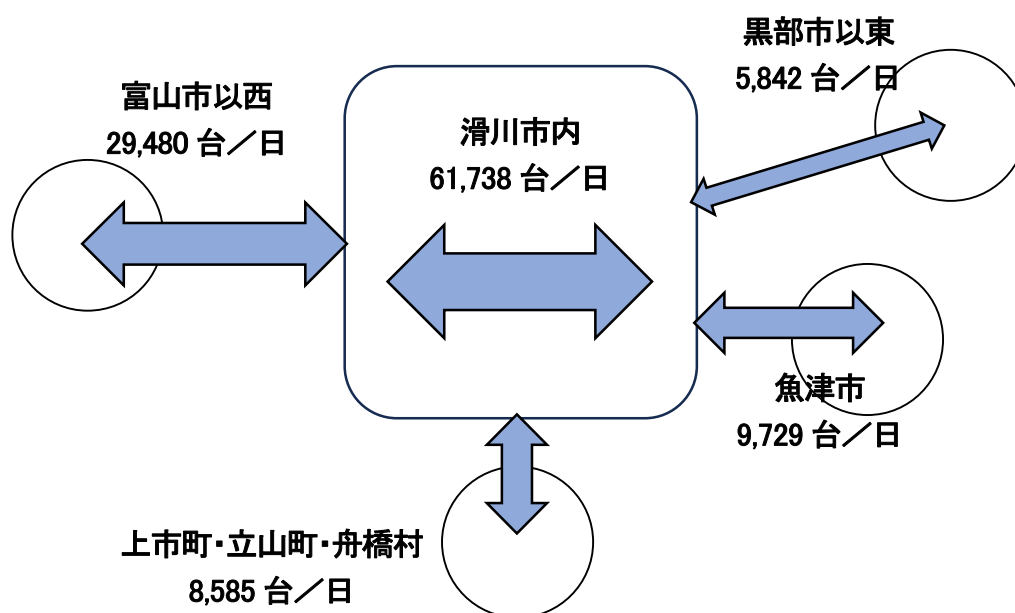 黒部市以東
5,842 台／日
富山市以西
29,480 台／日
滑川市内
61,738 台／日
魚津市
9,729 台／日
上市町・立山町・舟橋村
8,585 台／日